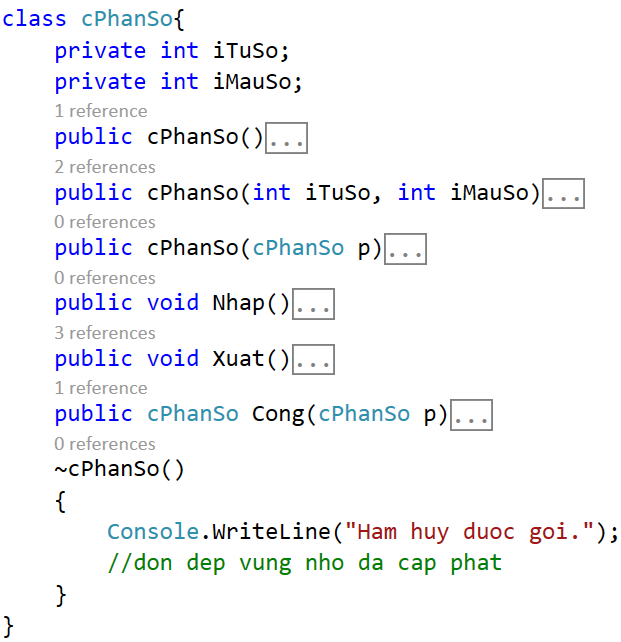 class cPhanSo{
private int iTuSo;
private int iMauSo;
1 reference
public cPhanSo()...
2 references
public cPhanSo(int iTuSo, int iMauSo)...
0 references
public cPhanSo(cPhanSo p)...
0 references
public void Nhap()...
3 references
public void Xuat()...
1 reference
public cPhanSo Cong(cPhanSo p)...
0 references
~cPhanSo()
{
Console.WriteLine("Ham huy duoc goi.");
//don dep vung nho da cap phat
}
}